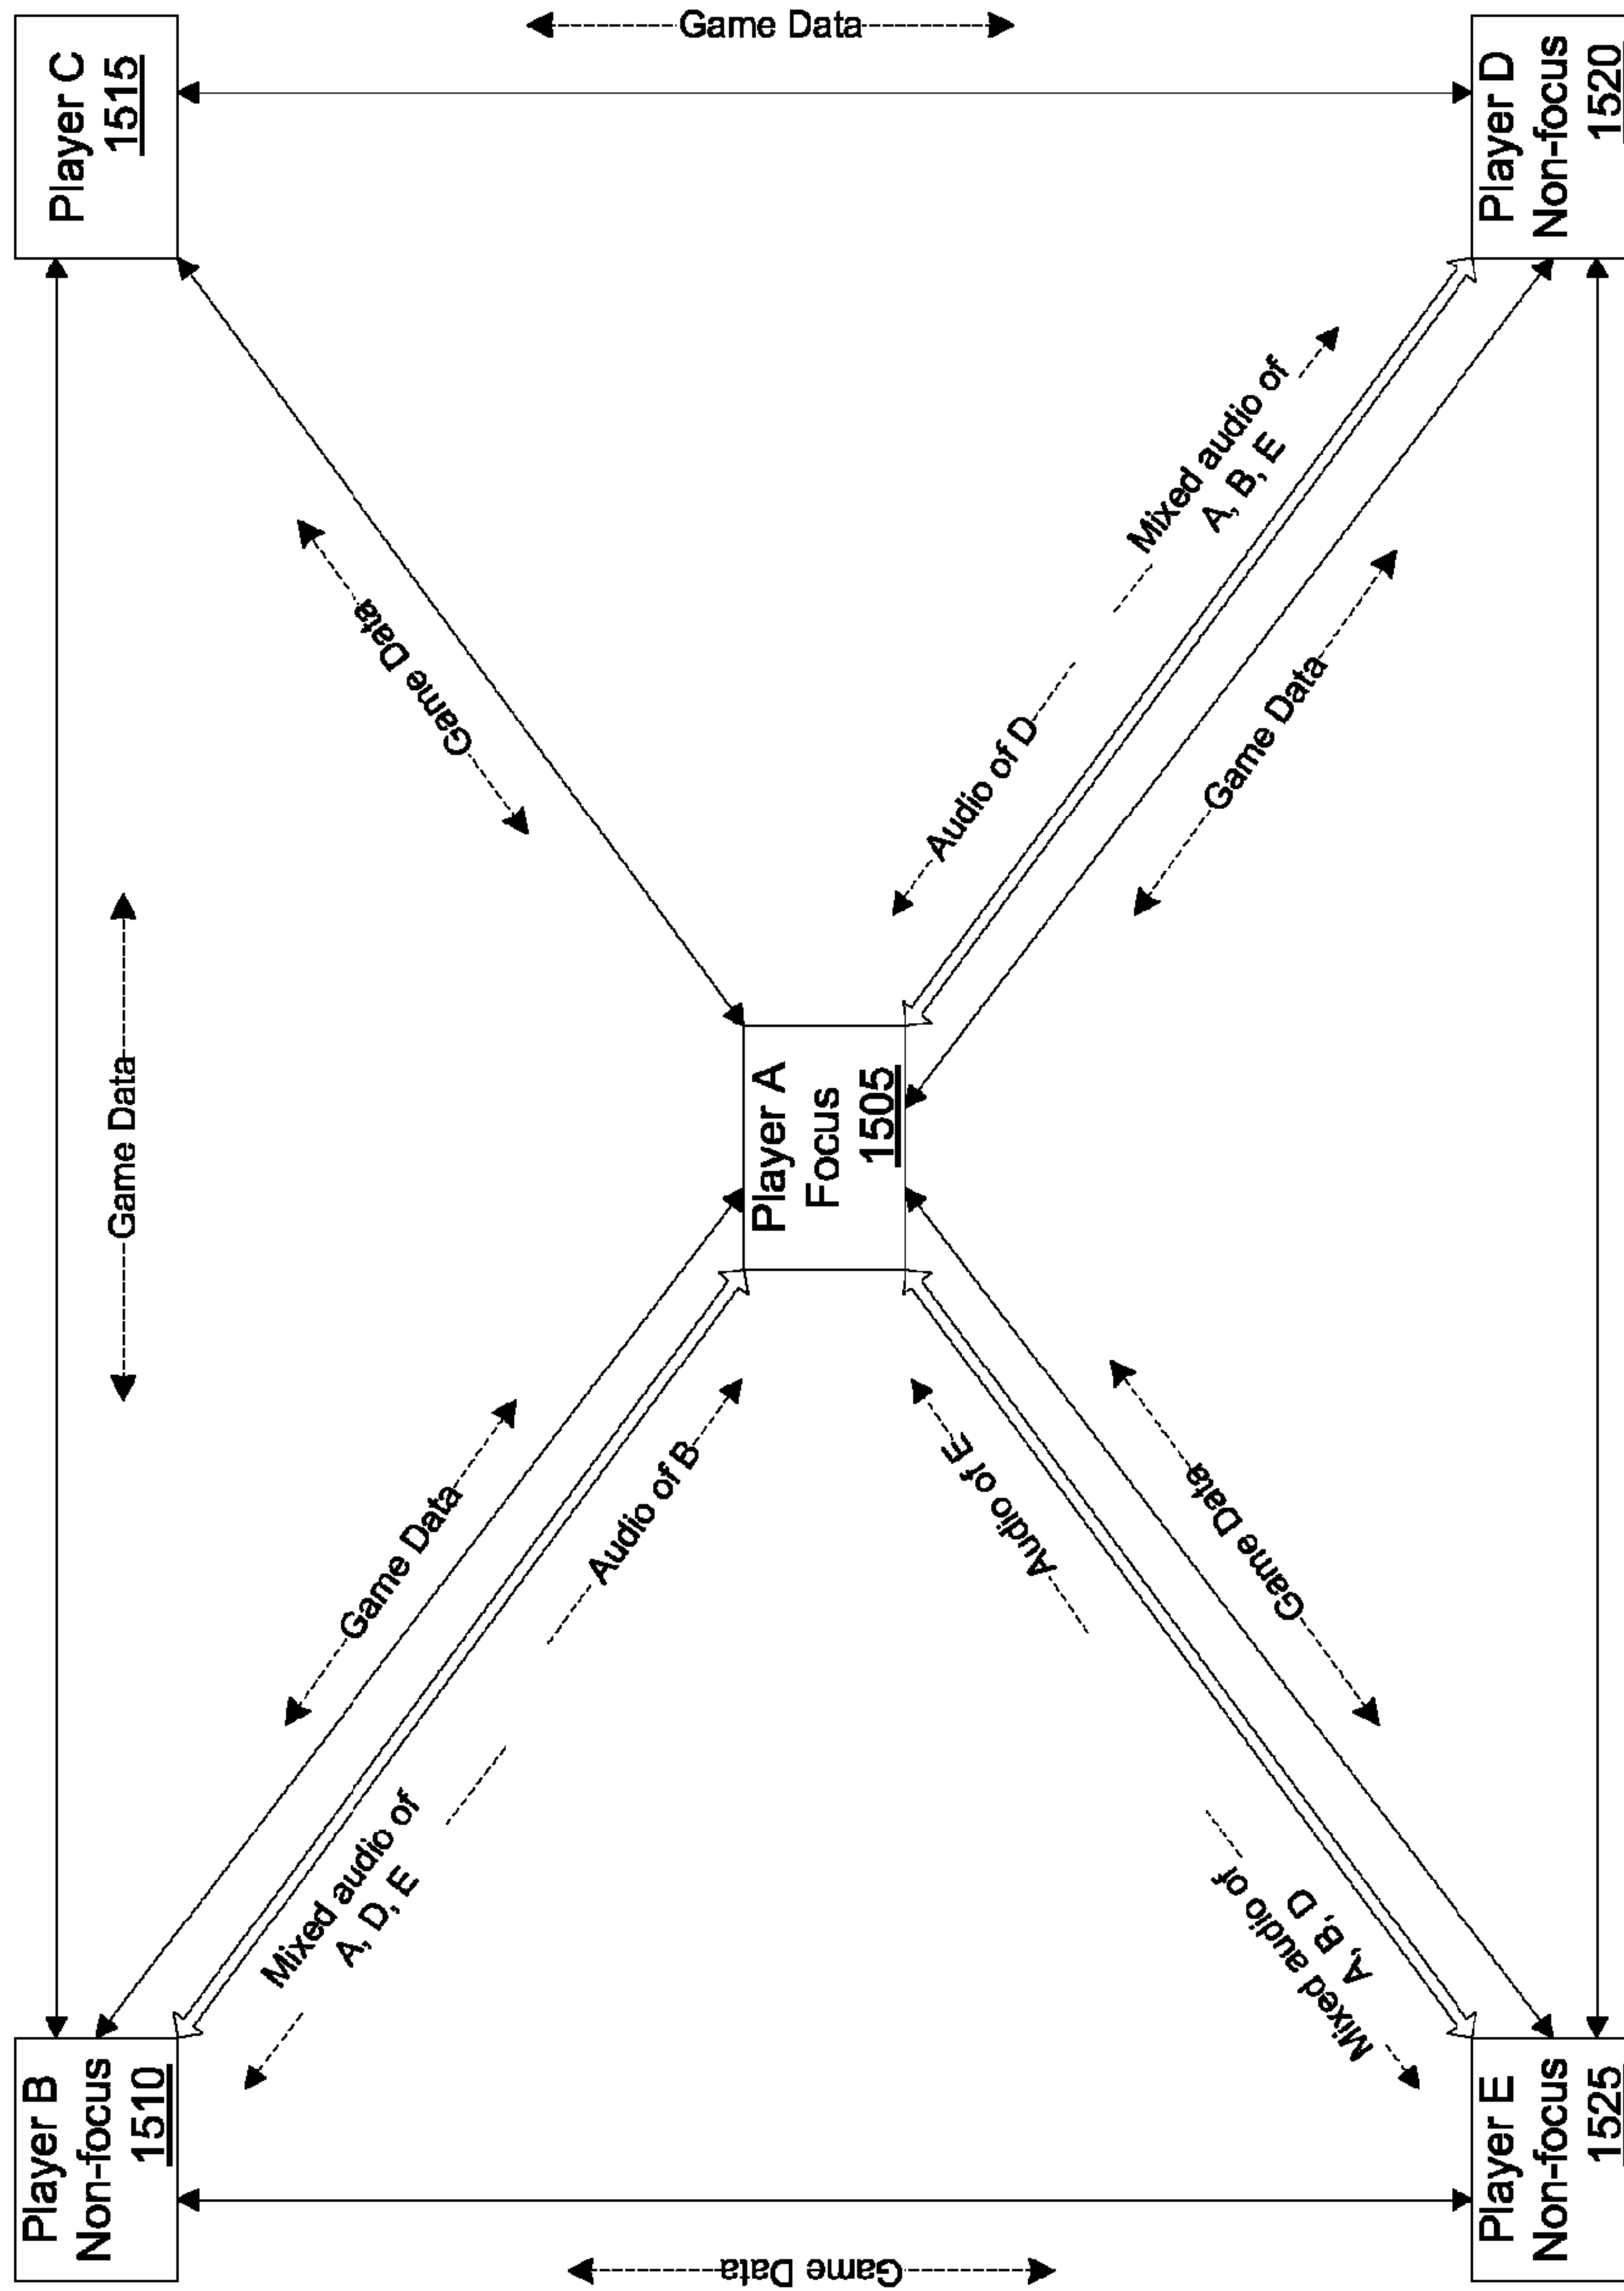 Player B
Non-focus
1510
Game Data
Player C
1515
Game Data
Game Data
Mixed audio of
A, D, E
Audio of B
Game Data
Player A
Focus
1505
Game Data
Audio of D
Mixed audio of
A, B, E
Audio of E
Mixed audio of
A, B, D
Game Data
Game Data
Player E
Non-focus
1525
Player D
Non-focus
1520